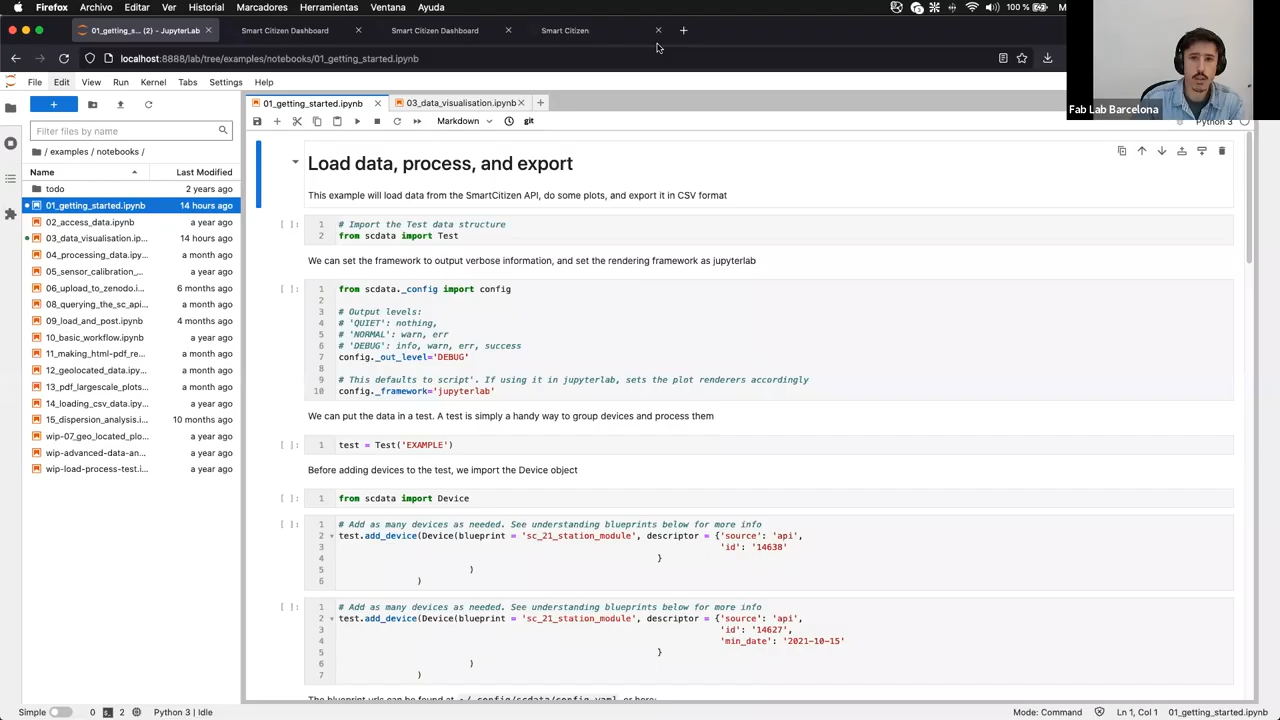 Firefox Archivo Editar Ver Historial Marcadores Herramientas Ventana Ayuda 100 %
01_getting_s... (2) - JupyterLab Smart Citizen Dashboard Smart Citizen Dashboard Smart Citizen
localhost:8888/lab/tree/examples/notebooks/01_getting_started.ipynb
Fab Lab Barcelona
File Edit View Run Kernel Tabs Settings Help
01_getting_started.ipynb 03_data_visualisation.ipynb
Markdown git Python 3
Filter files by name
/ examples / notebooks /
Name Last Modified
todo 2 years ago
01_getting_started.ipynb 14 hours ago
02_access_data.ipynb a year ago
03_data_visualisation.ip... 14 hours ago
04_processing_data.ipy... a month ago
05_sensor_calibration_... a year ago
06_upload_to_zenodo.i... 6 months ago
08_querying_the_sc_api... a month ago
09_load_and_post.ipynb 4 months ago
10_basic_workflow.ipynb a month ago
11_making_html-pdf_re... a month ago
12_geolocated_data.ip... a month ago
13_pdf_largescale_plots... a month ago
14_loading_csv_data.ipy... a month ago
15_dispersion_analysis.i... 10 months ago
wip-07_geo_located_plo... a year ago
wip-advanced-data-an... a year ago
wip-load-process-test.i... a year ago
Load data, process, and export
This example will load data from the SmartCitizen API, do some plots, and export it in CSV format
[ ]: 1 # Import the Test data structure
2 from scdata import Test
We can set the framework to output verbose information, and set the rendering framework as jupyterlab
[ ]: 1 from scdata._config import config
2
3 # Output levels:
4 # 'QUIET': nothing,
5 # 'NORMAL': warn, err
6 # 'DEBUG': info, warn, err, success
7 config._out_level='DEBUG'
8
9 # This defaults to script'. If using it in jupyterlab, sets the plot renderers accordingly
10 config._framework='jupyterlab'
We can put the data in a test. A test is simply a handy way to group devices and process them
[ ]: 1 test = Test('EXAMPLE')
Before adding devices to the test, we import the Device object
[ ]: 1 from scdata import Device
[ ]: 1 # Add as many devices as needed. See understanding blueprints below for more info
2 test.add_device(Device(blueprint = 'sc_21_station_module', descriptor = {'source': 'api',
3 'id': '14638'
4 }
5 )
6 )
[ ]: 1 # Add as many devices as needed. See understanding blueprints below for more info
2 test.add_device(Device(blueprint = 'sc_21_station_module', descriptor = {'source': 'api',
3 'id': '14627',
4 'min_date': '2021-10-15'
5 }
6 )
7 )
The blueprint urls can be found at ~/.config/scdata/config.yaml or here:
Simple 0 2 Python 3 | Idle Mode: Command Ln 1, Col 1 01_getting_started.ipynb